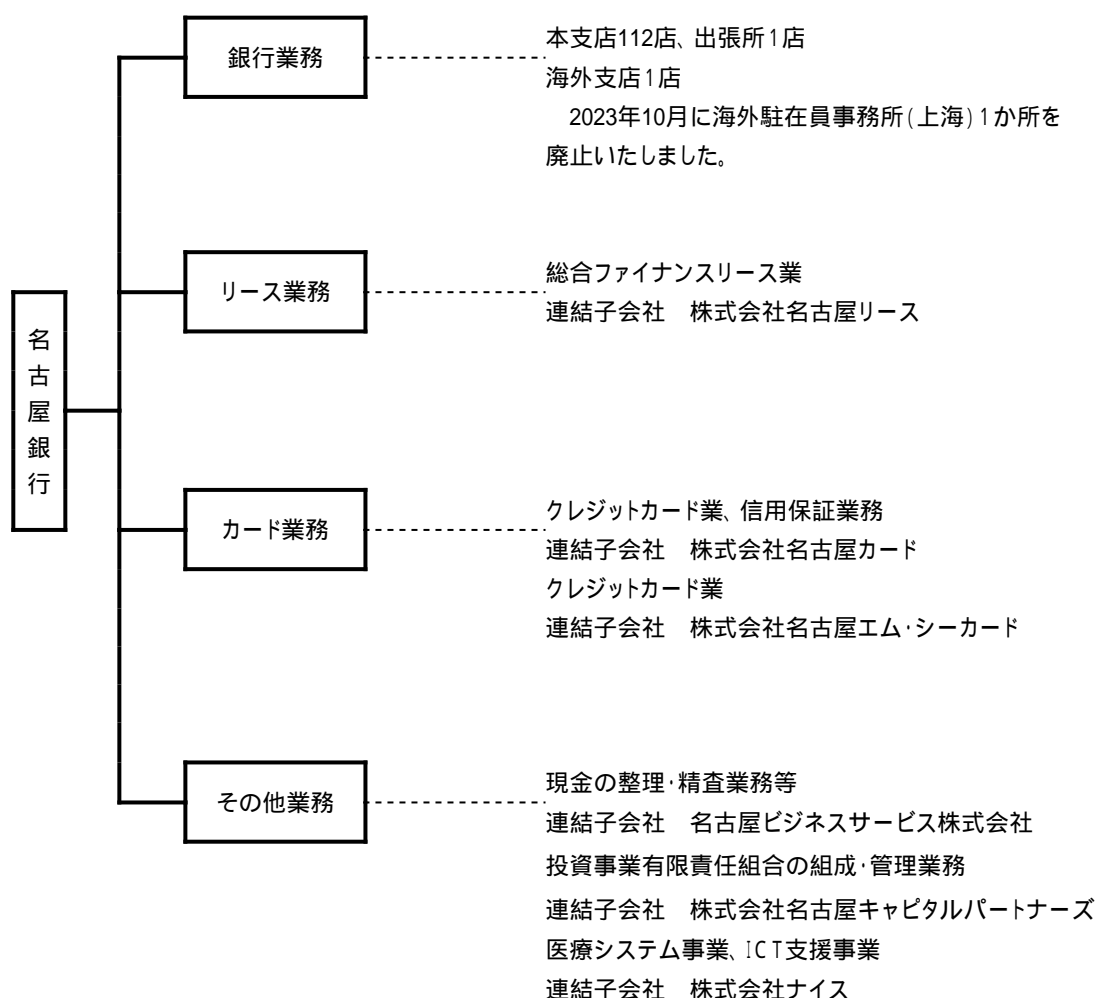 名古屋銀行
銀行業務
本支店112店、出張所1店
海外支店1店
2023年10月に海外駐在員事務所(上海)1か所を
廃止いたしました。
リース業務
総合ファイナンスリース業
連結子会社　株式会社名古屋リース
カード業務
クレジットカード業、信用保証業務
連結子会社　株式会社名古屋カード
クレジットカード業
連結子会社　株式会社名古屋エム・シーカード
その他業務
現金の整理・精査業務等
連結子会社　名古屋ビジネスサービス株式会社
投資事業有限責任組合の組成・管理業務
連結子会社　株式会社名古屋キャピタルパートナーズ
医療システム事業、ICT支援事業
連結子会社　株式会社ナイス